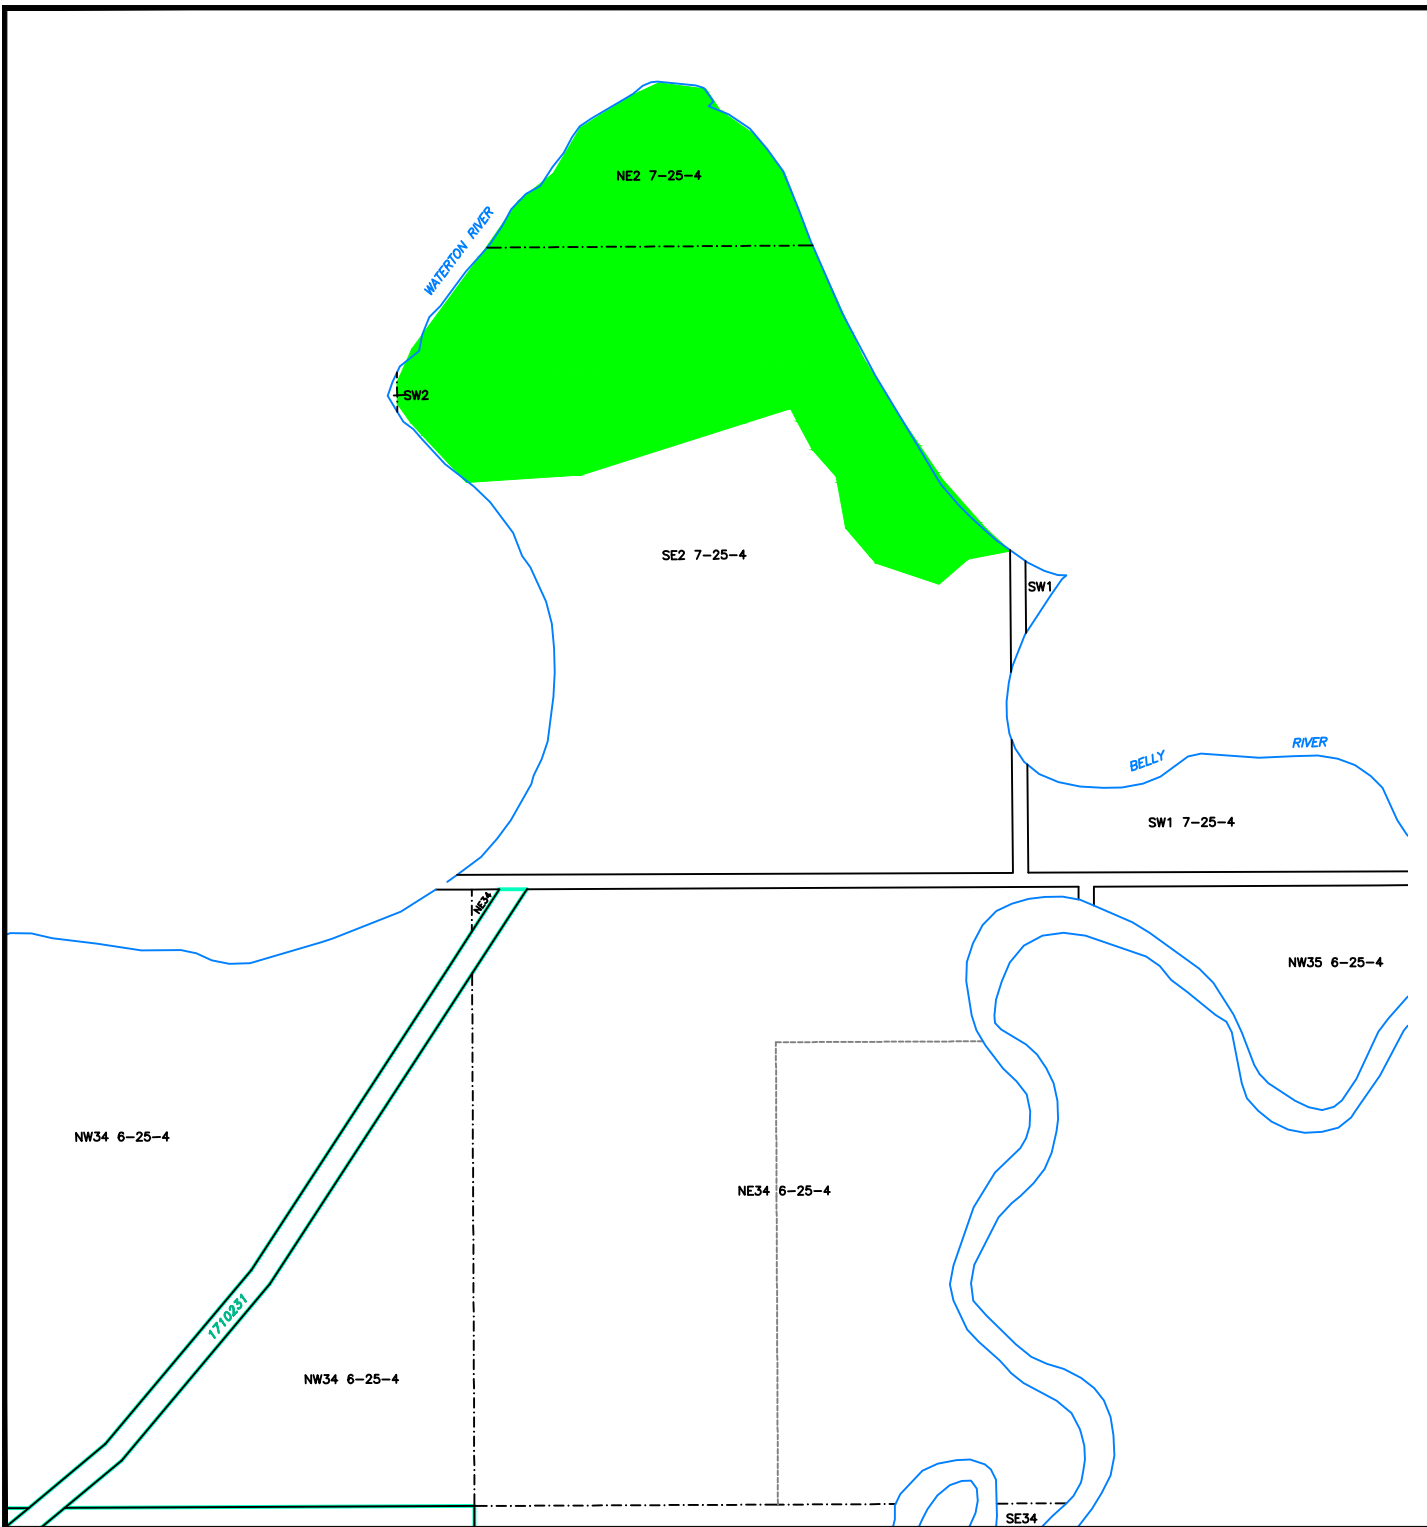 NE2 7-25-4
WATERTON RIVER
SW2
SE2 7-25-4
SW1
BELLY RIVER
SW1 7-25-4
NE34
NW35 6-25-4
NW34 6-25-4
NE34 6-25-4
1710231
NW34 6-25-4
SE34